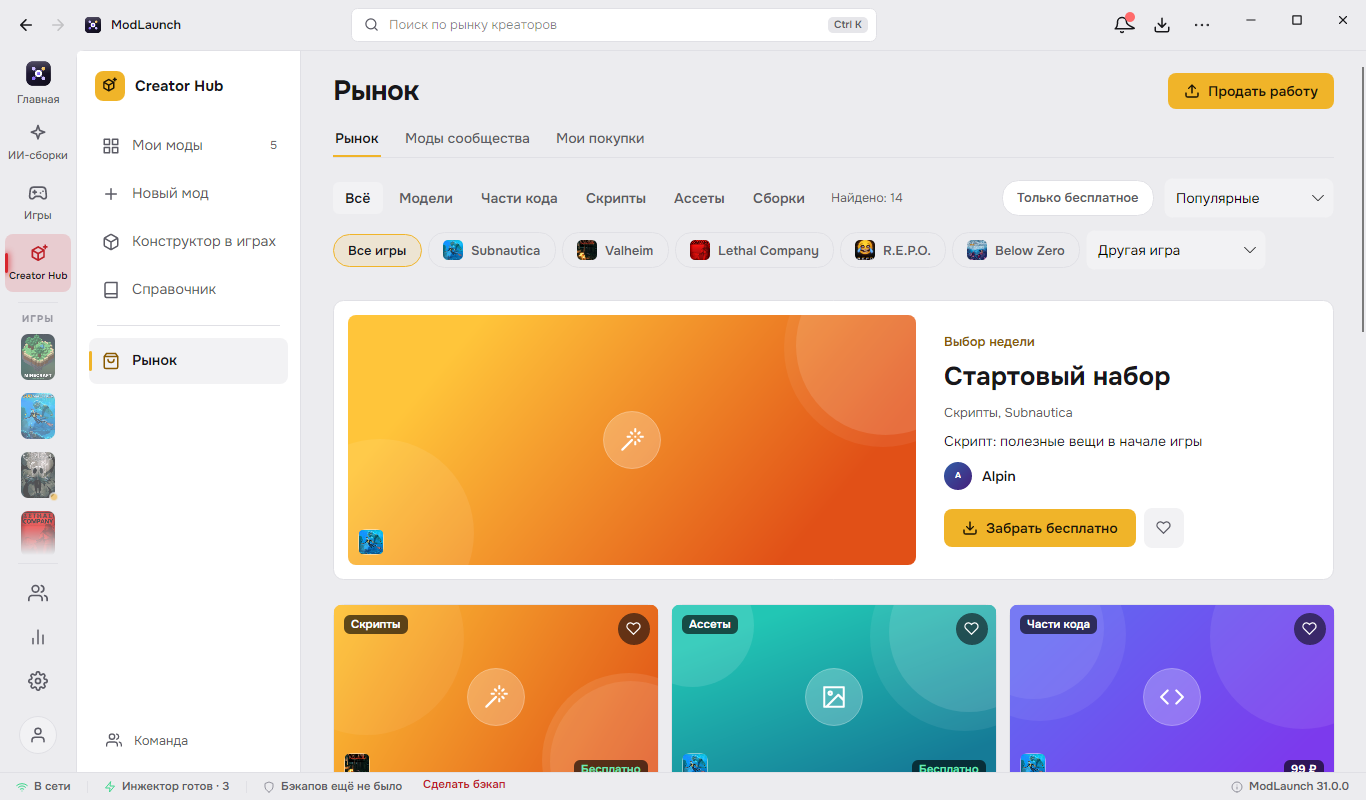 ModLaunch
Поиск по рынку креаторов
Ctrl K
Главная
ИИ-сборки
Игры
Creator Hub
ИГРЫ
MINECRAFT
LETHAL COMPANY
Creator Hub
Мои моды 5
Новый мод
Конструктор в играх
Справочник
Рынок
Команда
Рынок
Продать работу
Рынок Моды сообщества Мои покупки
Всё Модели Части кода Скрипты Ассеты Сборки Найдено: 14 Только бесплатное Популярные
Все игры Subnautica Valheim Lethal Company R.E.P.O. Below Zero Другая игра
Выбор недели
Стартовый набор
Скрипты, Subnautica
Скрипт: полезные вещи в начале игры
A Alpin
Забрать бесплатно
Скрипты Ассеты Части кода
Бесплатно Бесплатно 99 ₽
В сети Инжектор готов · 3 Бэкапов ещё не было Сделать бэкап ModLaunch 31.0.0